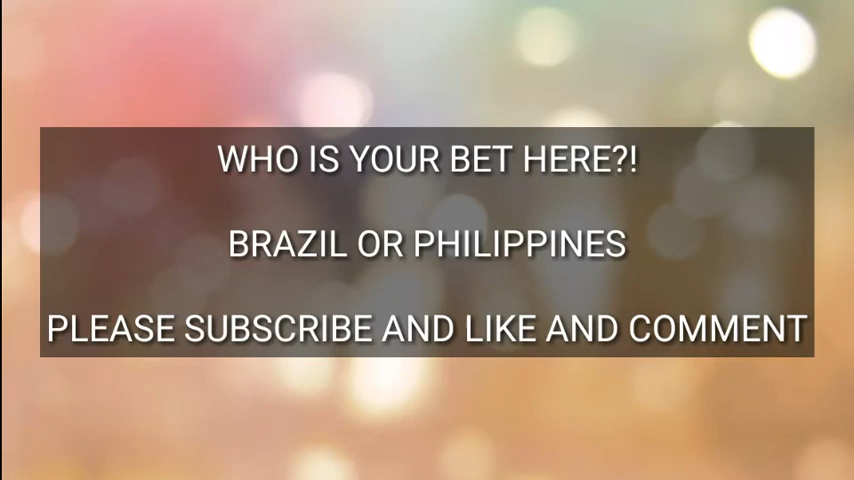 WHO IS YOUR BET HERE?!
BRAZIL OR PHILIPPINES
PLEASE SUBSCRIBE AND LIKE AND COMMENT